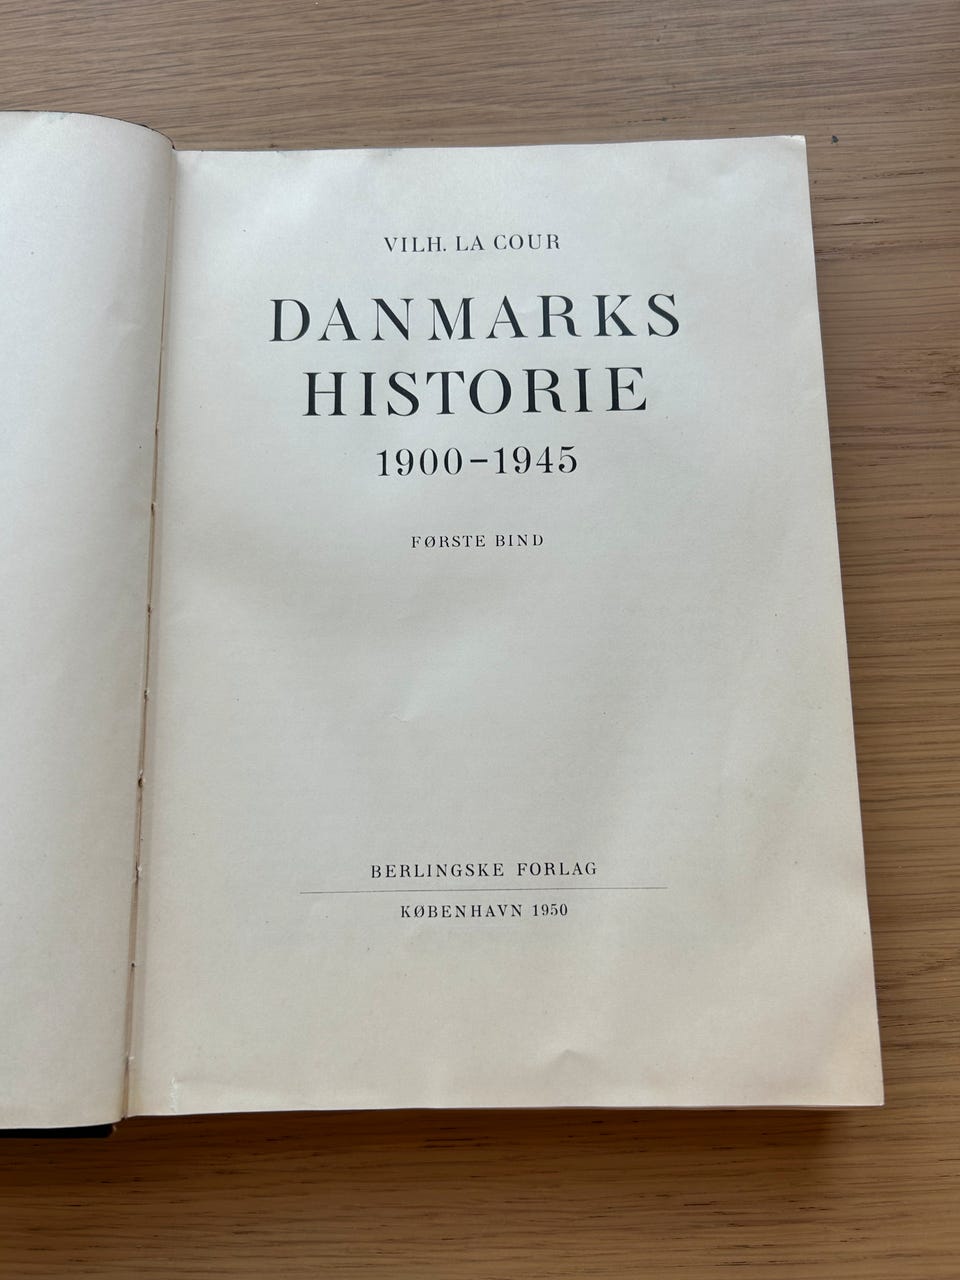 VILH. LA COUR
DANMARKS
HISTORIE
1900-1945
FØRSTE BIND
BERLINGSKE FORLAG
KØBENHAVN 1950